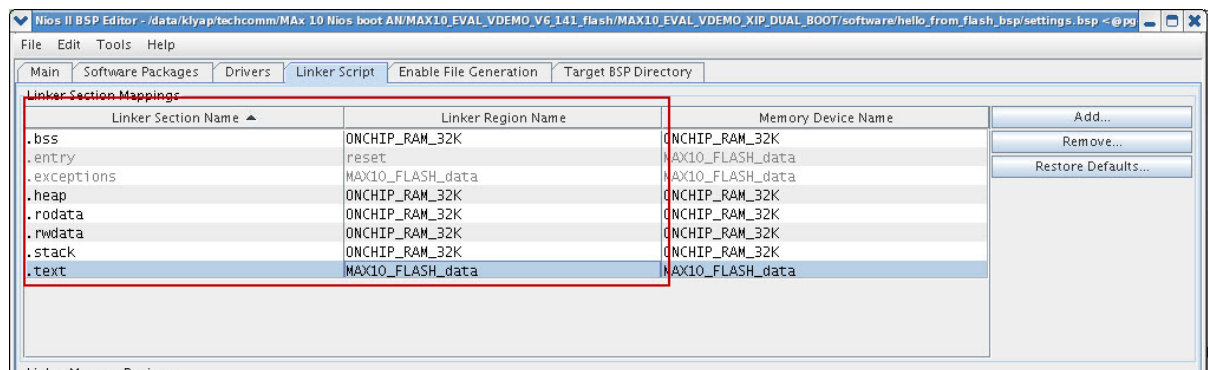 Nios II BSP Editor - /data/klyap/techcomm/MAx 10 Nios boot AN/MAX10_EVAL_VDEMO_V6_141_flash/MAX10_EVAL_VDEMO_XIP_DUAL_BOOT/software/hello_from_flash_bsp/settings.bsp <@pg
File Edit Tools Help
Main Software Packages Drivers Linker Script Enable File Generation Target BSP Directory
Linker Section Mappings
Linker Section Name Linker Region Name Memory Device Name Add...
.bss ONCHIP_RAM_32K ONCHIP_RAM_32K Remove...
.entry reset MAX10_FLASH_data
.exceptions MAX10_FLASH_data MAX10_FLASH_data Restore Defaults...
.heap ONCHIP_RAM_32K ONCHIP_RAM_32K
.rodata ONCHIP_RAM_32K ONCHIP_RAM_32K
.rwdata ONCHIP_RAM_32K ONCHIP_RAM_32K
.stack ONCHIP_RAM_32K ONCHIP_RAM_32K
.text MAX10_FLASH_data MAX10_FLASH_data